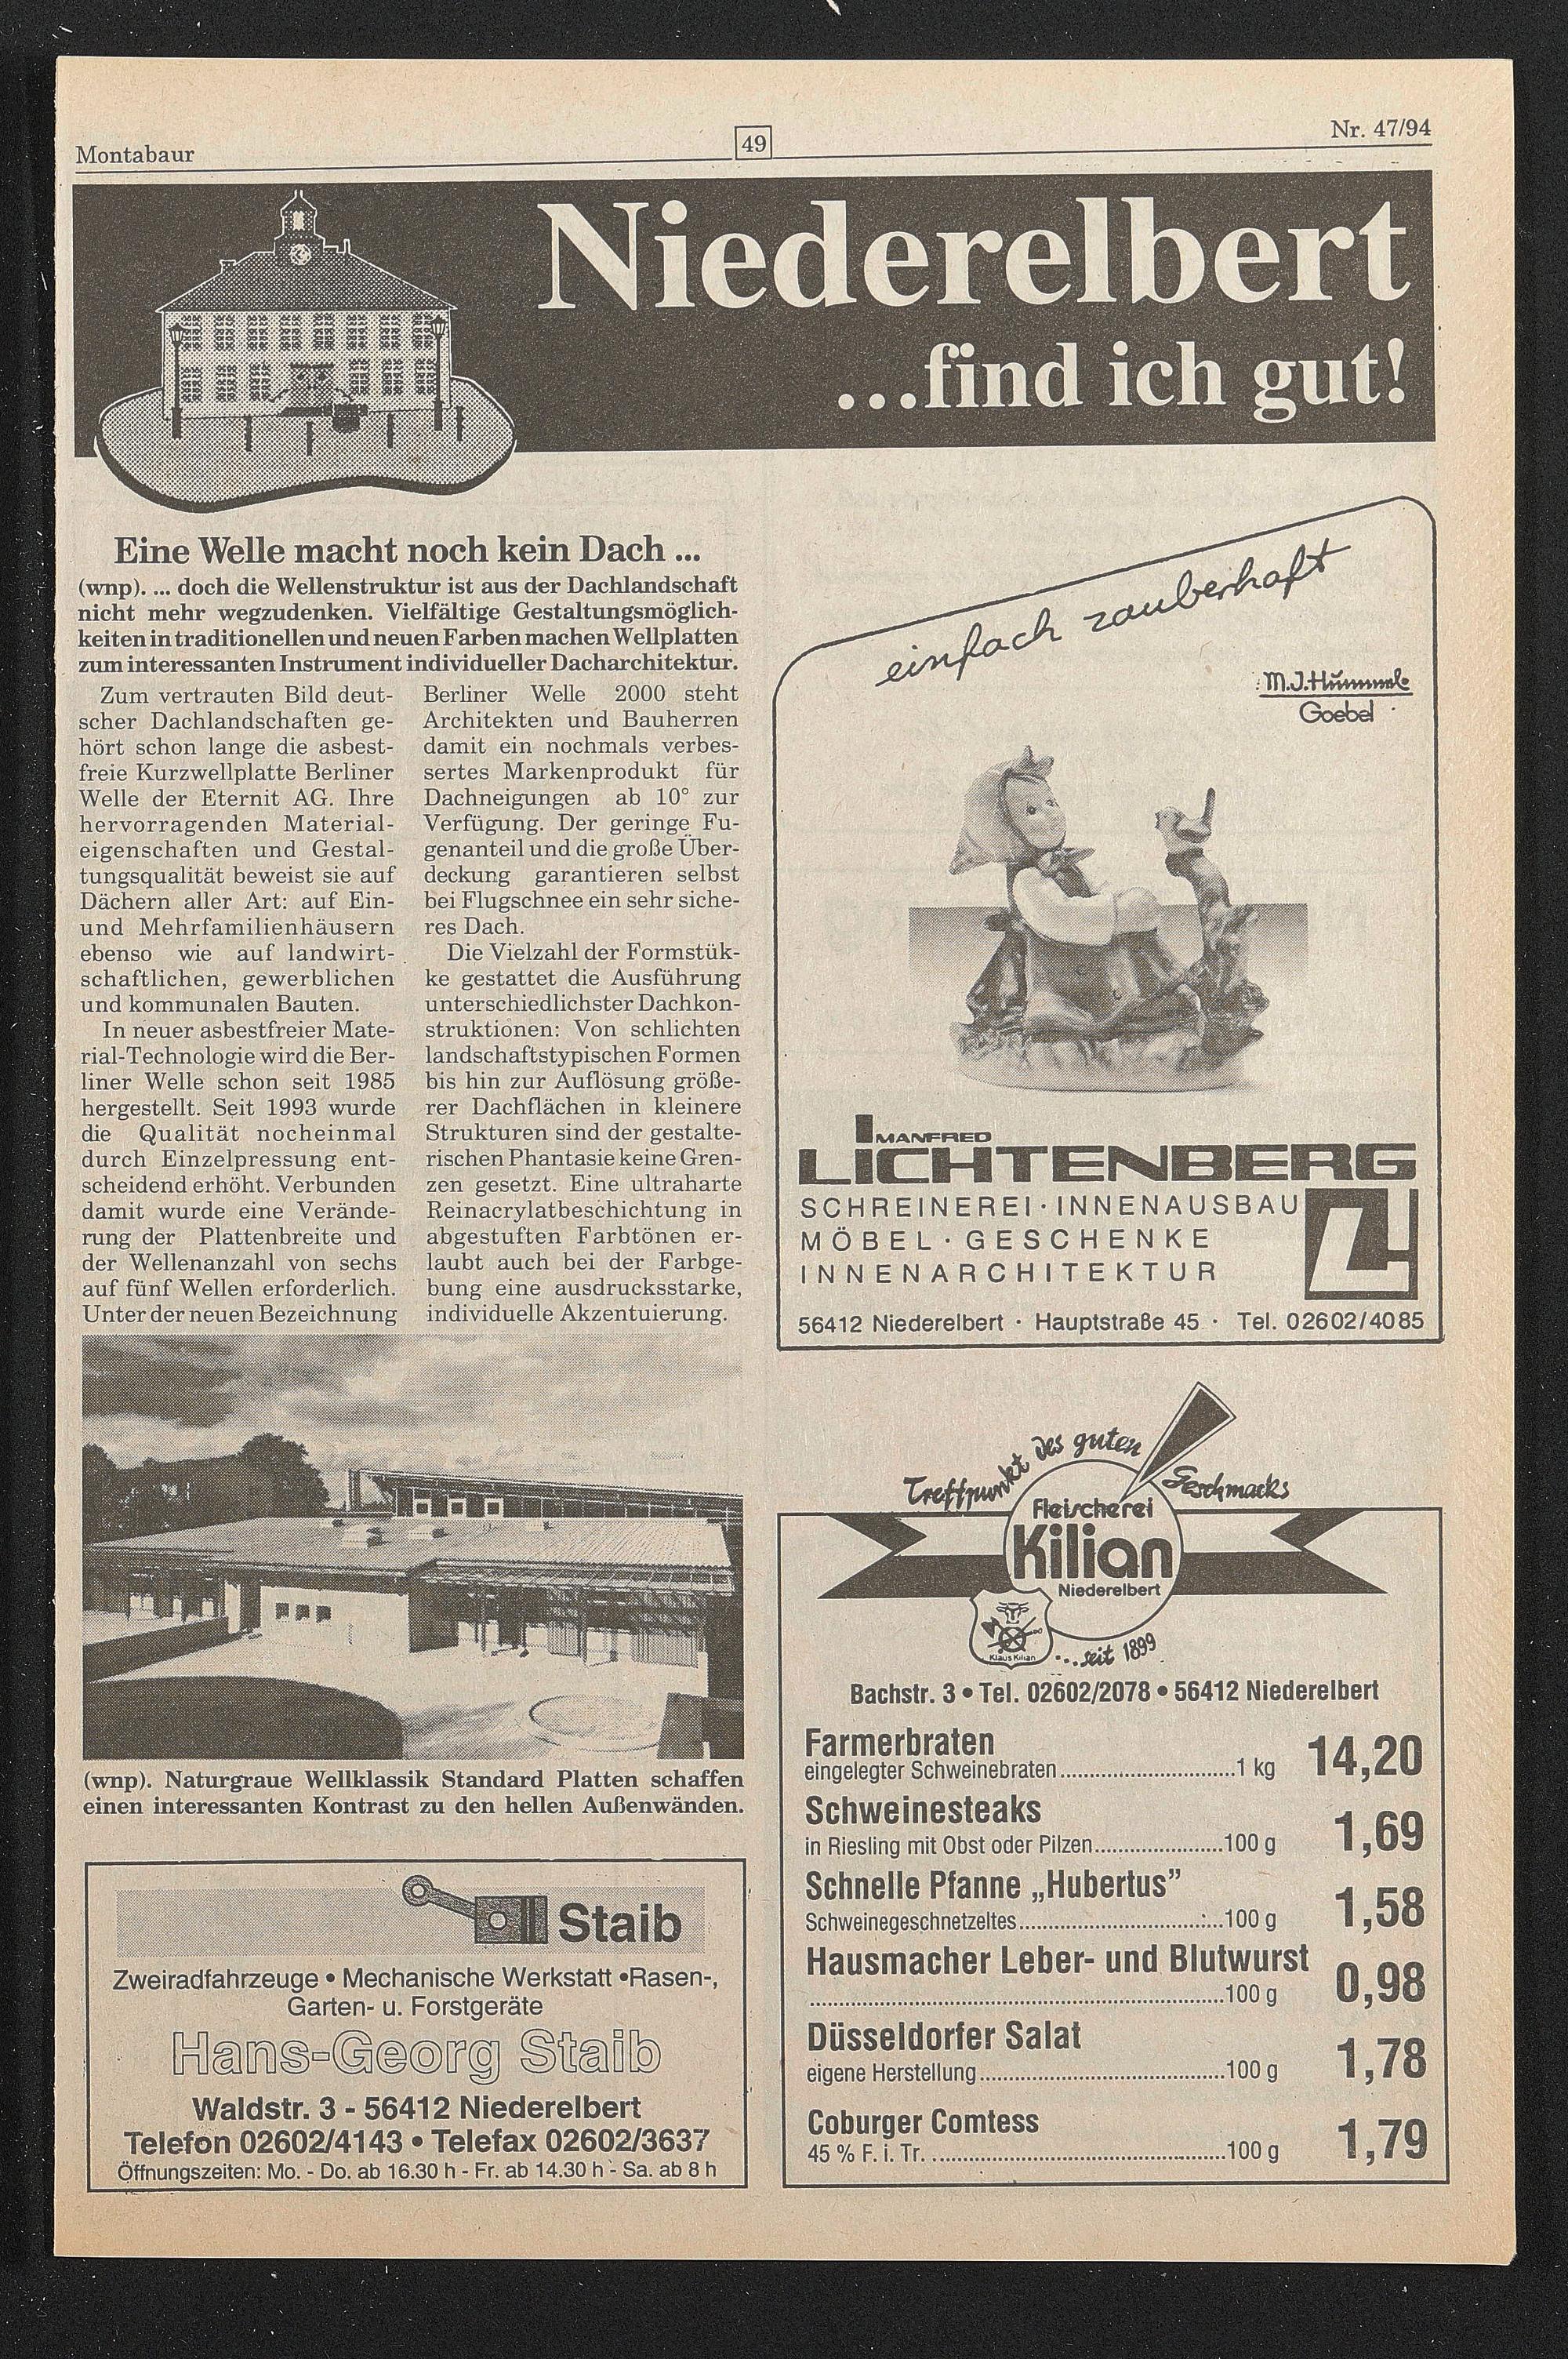 Montabaur
49
Nr. 47/94
Niederelbert
...find ich gut!
Eine Welle macht noch kein Dach ...
(wnp). ... doch die Wellenstruktur ist aus der Dachlandschaft
nicht mehr wegzudenken. Vielfältige Gestaltungsmöglich-
keiten in traditionellen und neuen Farben machen Wellplatten
zum interessanten Instrument individueller Dacharchitektur.
Zum vertrauten Bild deut-
scher Dachlandschaften ge-
hört schon lange die asbest-
freie Kurzwellplatte Berliner
Welle der Eternit AG. Ihre
hervorragenden Material-
eigenschaften und Gestal-
tungsqualität beweist sie auf
Dächern aller Art: auf Ein-
und Mehrfamilienhäusern
ebenso wie auf landwirt-
schaftlichen, gewerblichen
und kommunalen Bauten.
In neuer asbestfreier Mate-
rial-Technologie wird die Ber-
liner Welle schon seit 1985
hergestellt. Seit 1993 wurde
die Qualität nocheinmal
durch Einzelpressung ent-
scheidend erhöht. Verbunden
damit wurde eine Verände-
rung der Plattenbreite und
der Wellenanzahl von sechs
auf fünf Wellen erforderlich.
Unter der neuen Bezeichnung
Berliner Welle 2000 steht
Architekten und Bauherren
damit ein nochmals verbes-
sertes Markenprodukt für
Dachneigungen ab 10° zur
Verfügung. Der geringe Fu-
genanteil und die große Über-
deckung garantieren selbst
bei Flugschnee ein sehr siche-
res Dach.
Die Vielzahl der Formstük-
ke gestattet die Ausführung
unterschiedlichster Dachkon-
struktionen: Von schlichten
landschaftstypischen Formen
bis hin zur Auflösung größe-
rer Dachflächen in kleinere
Strukturen sind der gestalte-
rischen Phantasie keine Gren-
zen gesetzt. Eine ultraharte
Reinacrylatbeschichtung in
abgestuften Farbtönen er-
laubt auch bei der Farbge-
bung eine ausdrucksstarke,
individuelle Akzentuierung.
(wnp). Naturgraue Wellklassik Standard Platten schaffen
einen interessanten Kontrast zu den hellen Außenwänden.
Staib
Zweiradfahrzeuge • Mechanische Werkstatt •Rasen-,
Garten- u. Forstgeräte
Hans-Georg Staib
Waldstr. 3 - 56412 Niederelbert
Telefon 02602/4143 • Telefax 02602/3637
Öffnungszeiten: Mo. - Do. ab 16.30 h - Fr. ab 14.30 h - Sa. ab 8 h
einfach zauberhaft
M.J.Hummel
Goebel
MANFRED
LICHTENBERG
SCHREINEREI · INNENAUSBAU
MÖBEL · GESCHENKE
INNENARCHITEKTUR
56412 Niederelbert · Hauptstraße 45 · Tel. 02602/4085
Treffpunkt des guten Geschmacks
Fleischerei
Kilian
Niederelbert
Klaus Kilian
...seit 1899
Bachstr. 3 • Tel. 02602/2078 • 56412 Niederelbert
Farmerbraten
eingelegter Schweinebraten..............................1 kg 14,20
Schweinesteaks
in Riesling mit Obst oder Pilzen......................100 g 1,69
Schnelle Pfanne „Hubertus”
Schweinegeschnetzeltes...................................100 g 1,58
Hausmacher Leber- und Blutwurst
......................................................................100 g 0,98
Düsseldorfer Salat
eigene Herstellung..........................................100 g 1,78
Coburger Comtess
45 % F. i. Tr. ..................................................100 g 1,79